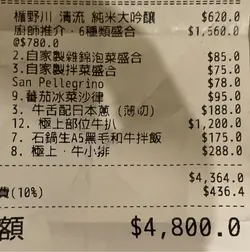 楯野川 清流 純米大吟醸 $620.0
廚師推介·6種類盛合 $1,560.0
@$780.0
2.自家製雜錦泡菜盛合 $85.0
3.自家製拌菜盛合 $75.0
San Pellegrino $78.0
9.蕃茄冰菜沙律 $95.0
3. 牛舌配日本蔥 (薄切) $188.0
12. 極上部位牛扒 $1,200.0
7. 石鍋生A5黑毛和牛拌飯 $175.0
8. 極上·牛小排 $288.0
$4,364.0
費(10%) $436.4
額 $4,800.0